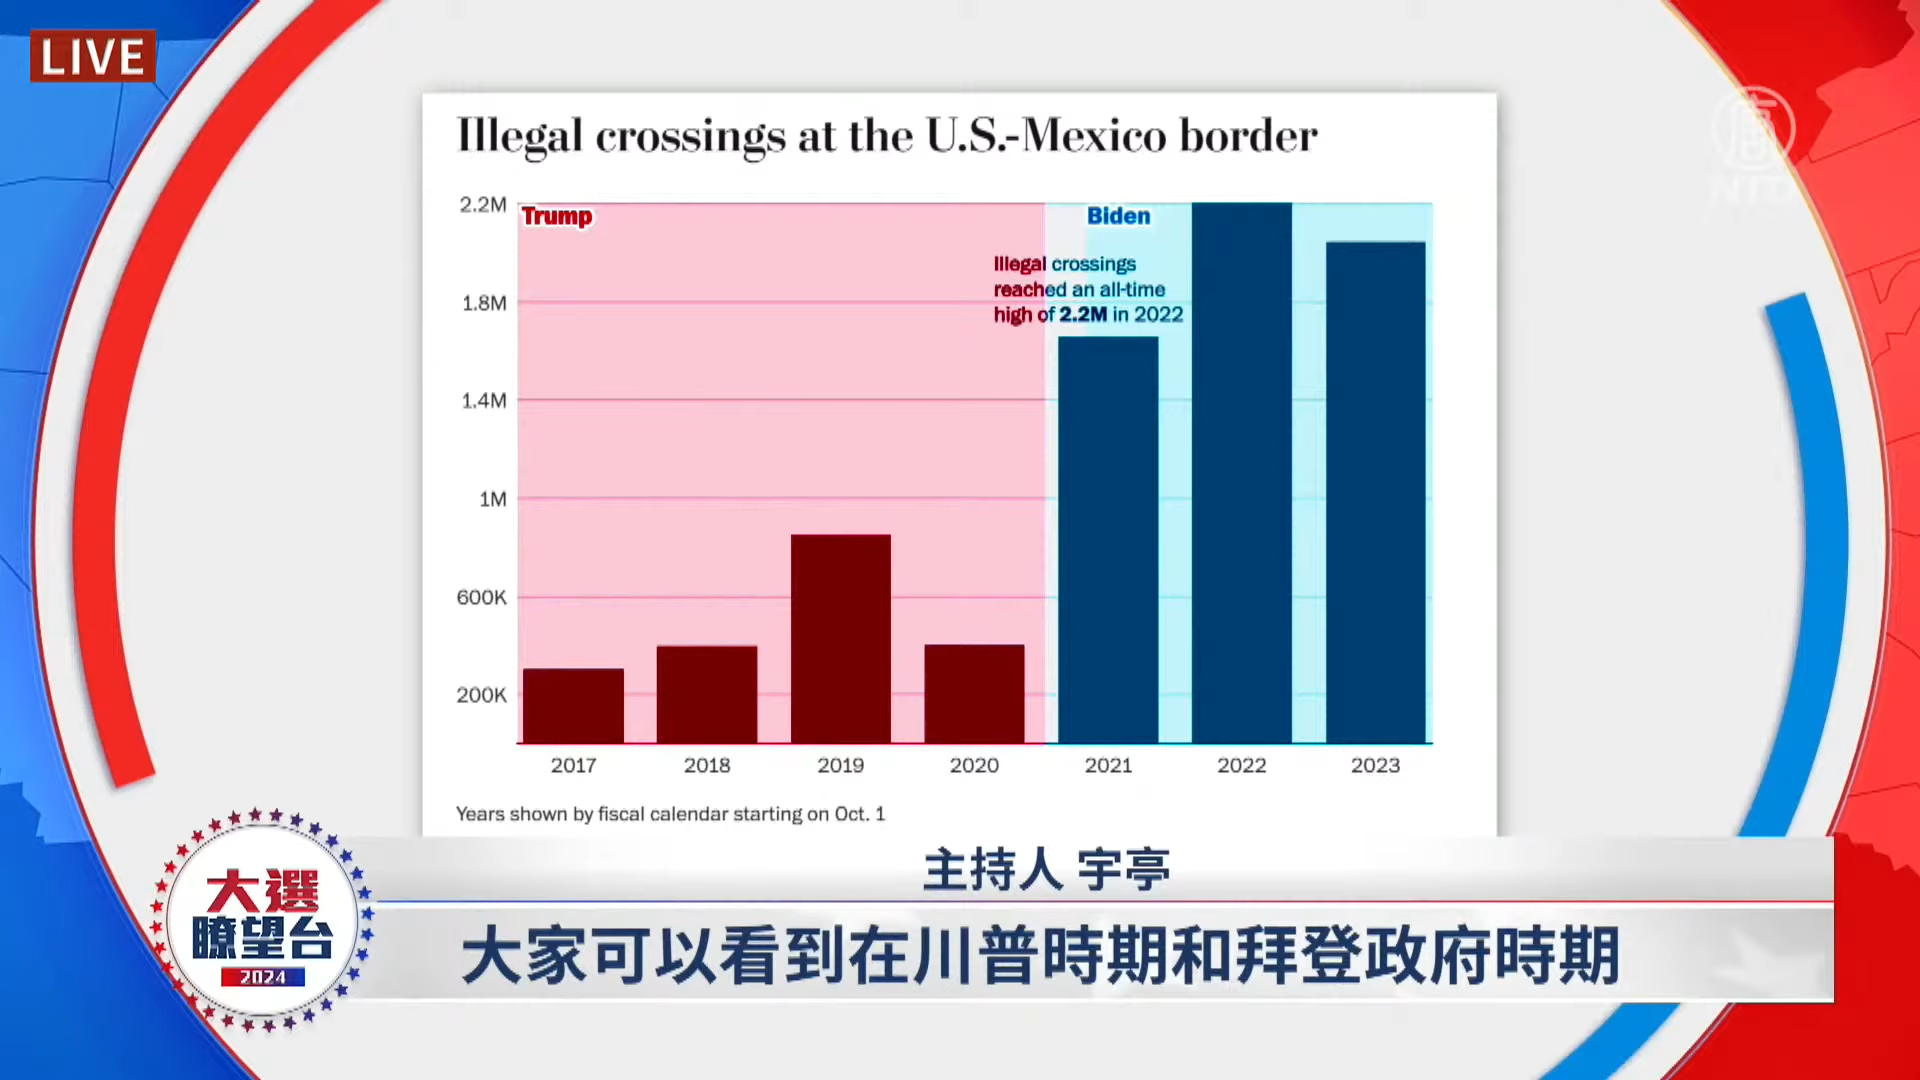 LIVE
Illegal crossings at the U.S.-Mexico border
2.2M
Trump
Biden
Illegal crossings
reached an all-time
high of 2.2M in 2022
1.8M
1.4M
1M
600K
200K
2017
2018
2019
2020
2021
2022
2023
Years shown by fiscal calendar starting on Oct. 1
NTD
大選
瞭望台
2024
主持人 宇亭
大家可以看到在川普時期和拜登政府時期